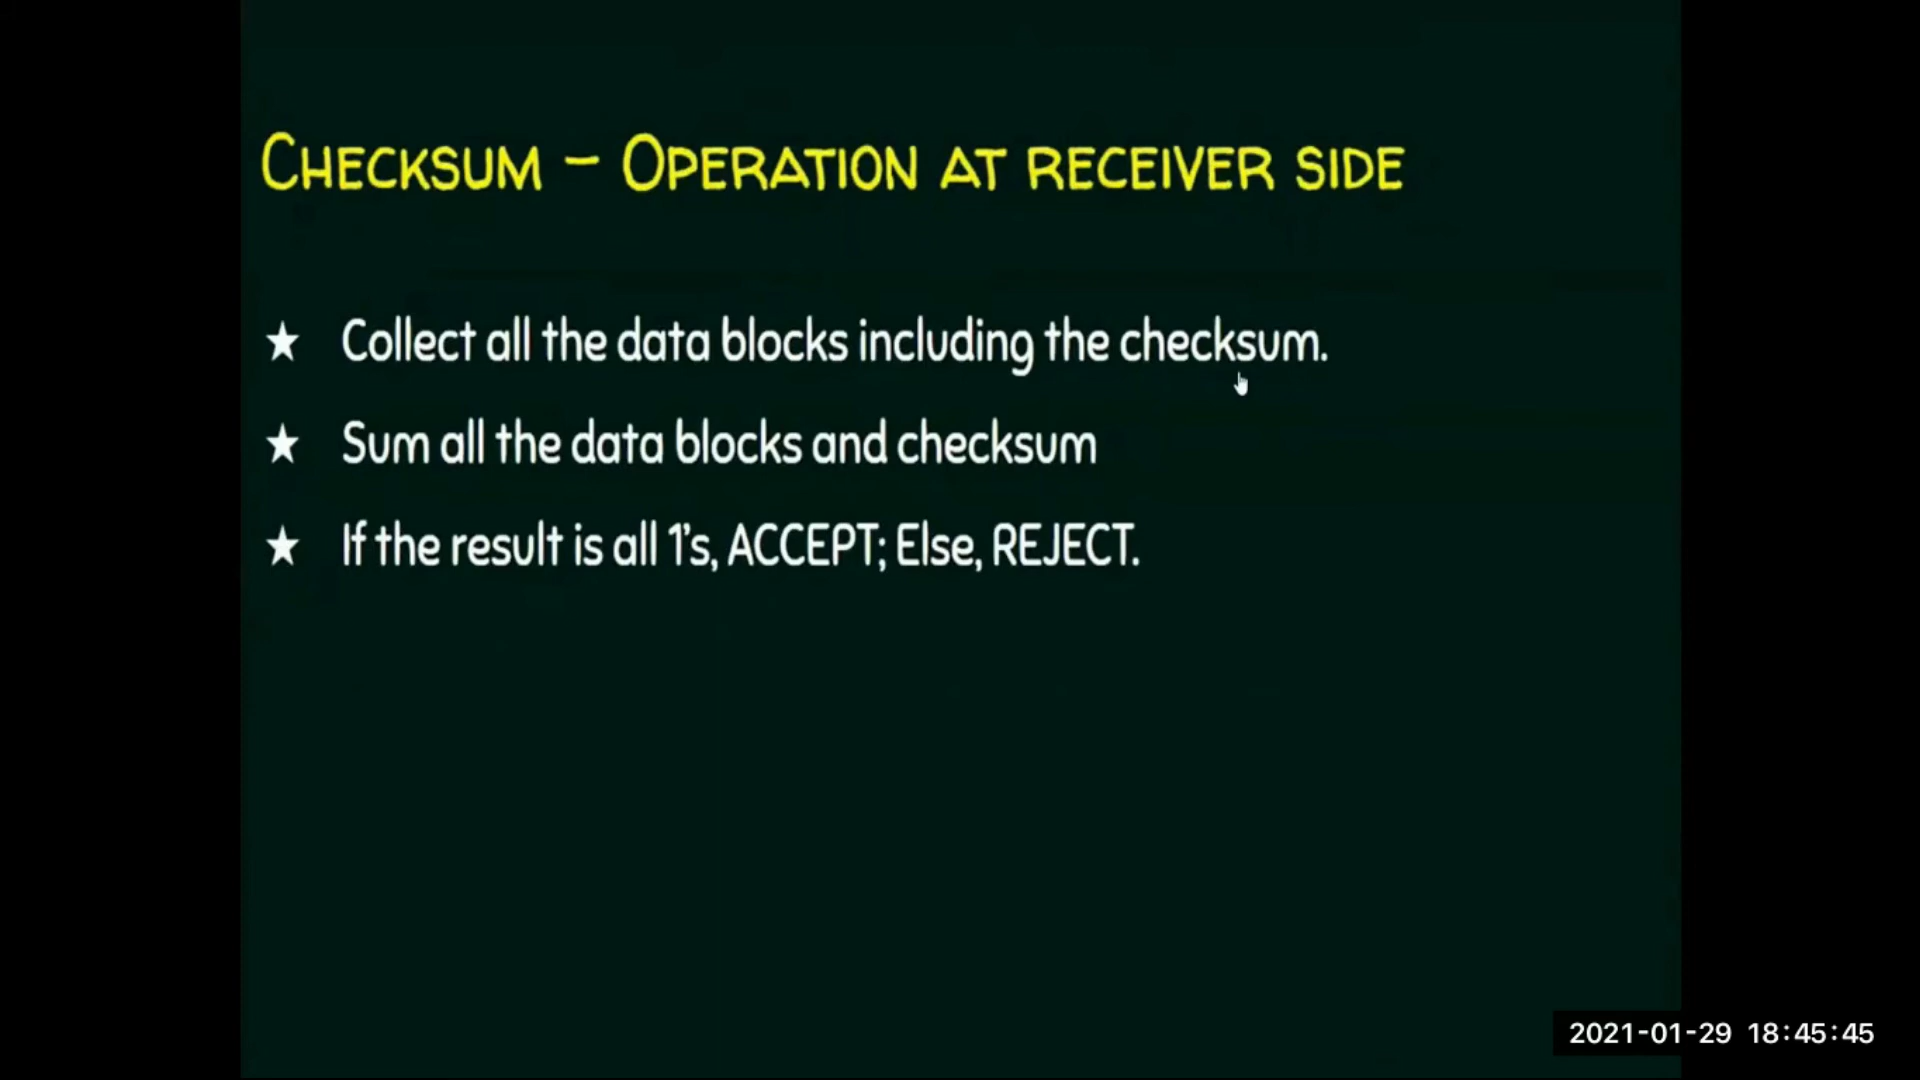 CHECKSUM – OPERATION AT RECEIVER SIDE
★ Collect all the data blocks including the checksum.
★ Sum all the data blocks and checksum
★ If the result is all 1's, ACCEPT; Else, REJECT.
2021-01-29 18:45:45